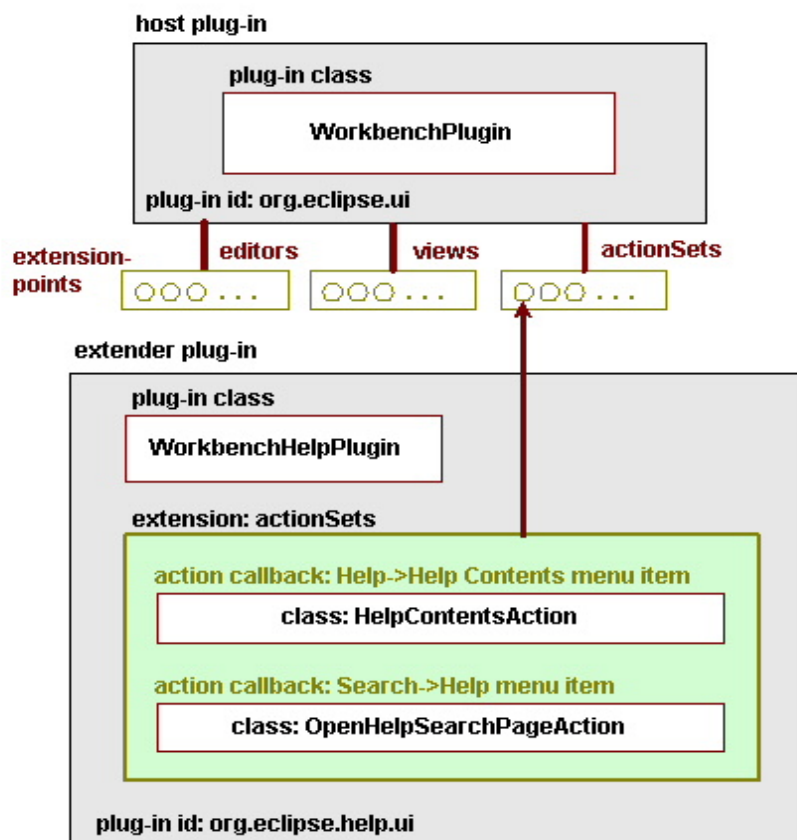 host plug-in
plug-in class
WorkbenchPlugin
plug-in id: org.eclipse.ui
extension-
points
editors
views
actionSets
extender plug-in
plug-in class
WorkbenchHelpPlugin
extension: actionSets
action callback: Help->Help Contents menu item
class: HelpContentsAction
action callback: Search->Help menu item
class: OpenHelpSearchPageAction
plug-in id: org.eclipse.help.ui